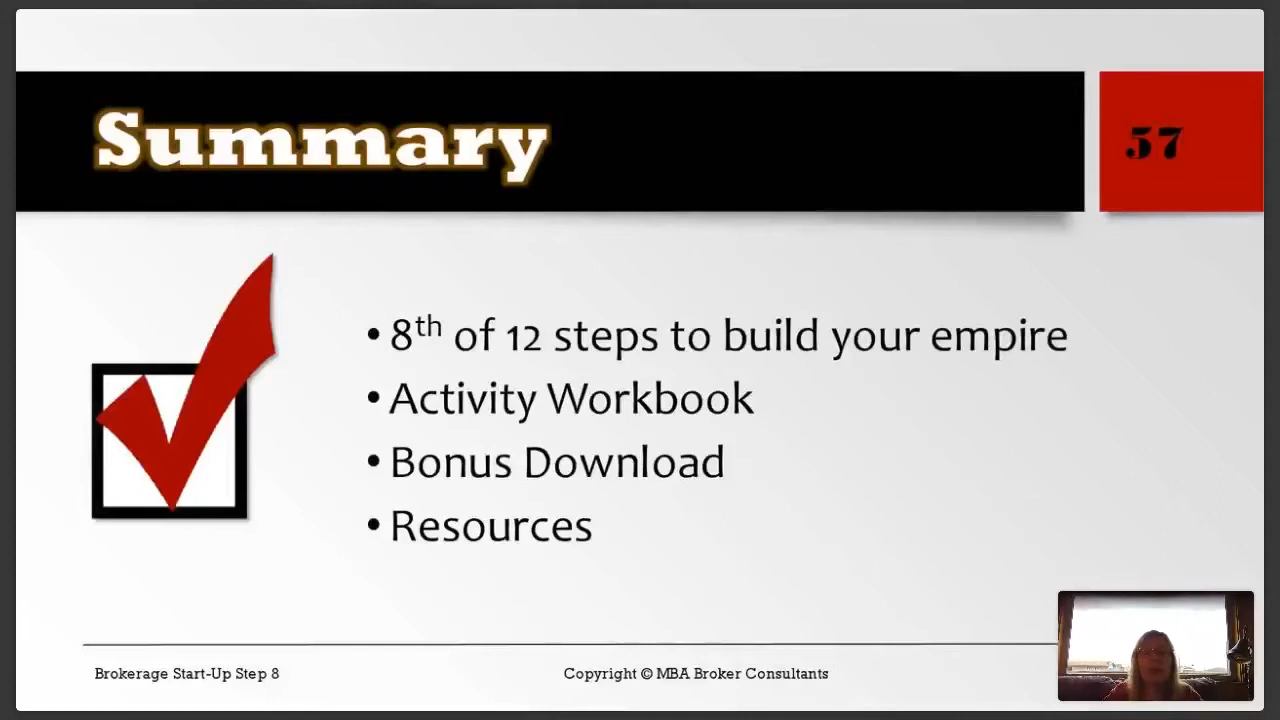 Summary
57
• 8th of 12 steps to build your empire
• Activity Workbook
• Bonus Download
• Resources
Brokerage Start-Up Step 8
Copyright © MBA Broker Consultants